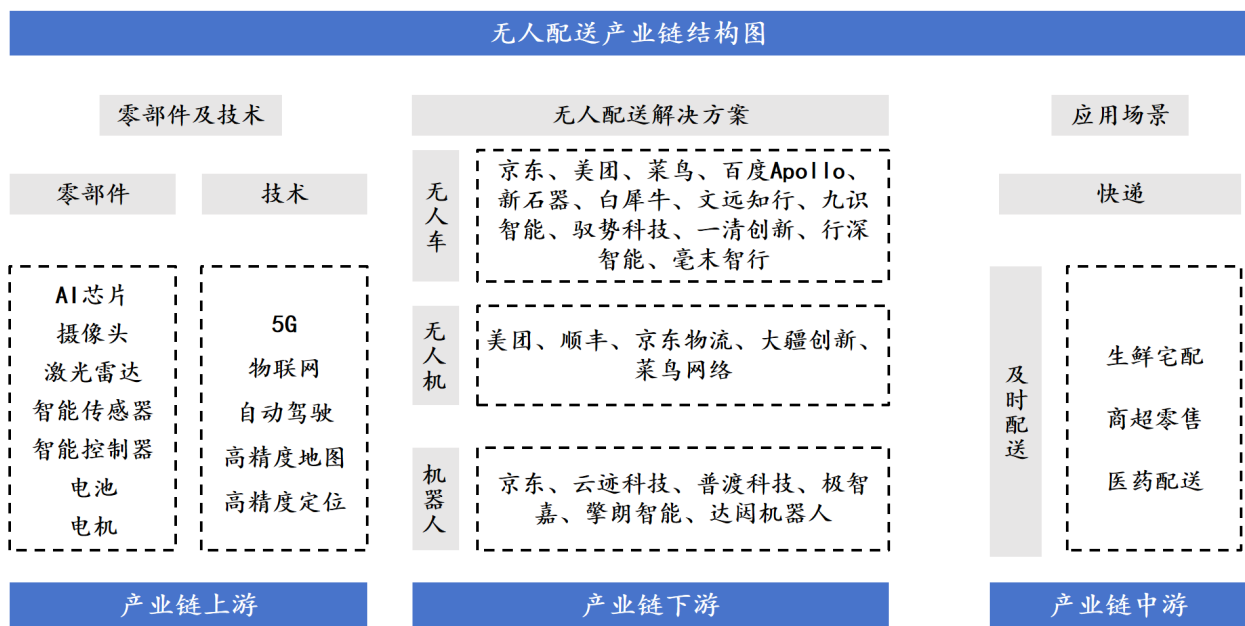 无人配送产业链结构图
零部件及技术
零部件
技术
AI芯片
摄像头
激光雷达
智能传感器
智能控制器
电池
电机
5G
物联网
自动驾驶
高精度地图
高精度定位
产业链上游
无人配送解决方案
无人车
京东、美团、菜鸟、百度Apollo、
新石器、白犀牛、文远知行、九识
智能、驭势科技、一清创新、行深
智能、毫末智行
无人机
美团、顺丰、京东物流、大疆创新、
菜鸟网络
机器人
京东、云迹科技、普渡科技、极智
嘉、擎朗智能、达闼机器人
产业链下游
应用场景
快递
及时配送
生鲜宅配
商超零售
医药配送
产业链中游